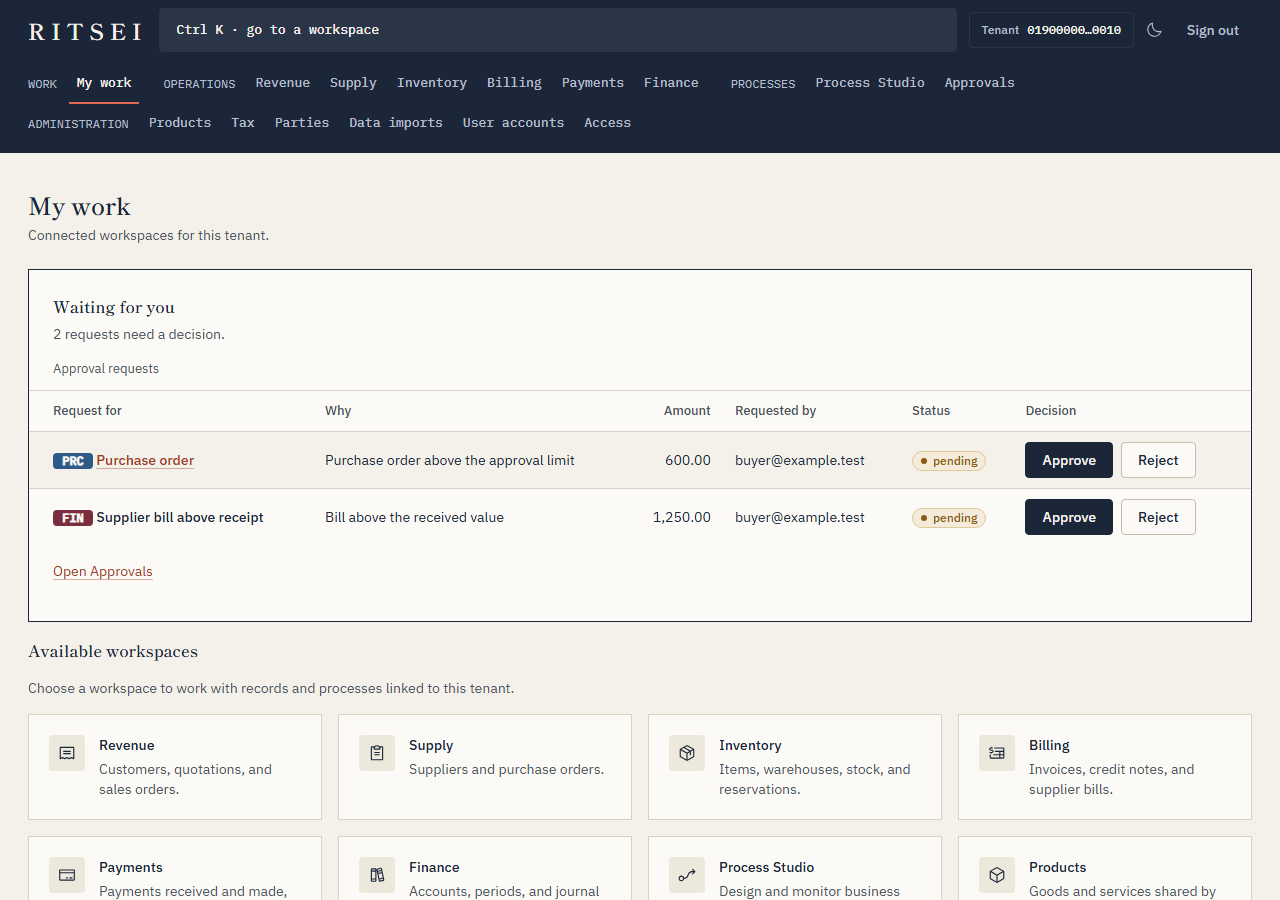 RITSEI
Ctrl K · go to a workspace
Tenant 01900000…0010
Sign out
WORK My work OPERATIONS Revenue Supply Inventory Billing Payments Finance PROCESSES Process Studio Approvals
ADMINISTRATION Products Tax Parties Data imports User accounts Access
My work
Connected workspaces for this tenant.
Waiting for you
2 requests need a decision.
Approval requests
Request for Why Amount Requested by Status Decision
PRC Purchase order Purchase order above the approval limit 600.00 buyer@example.test pending Approve Reject
FIN Supplier bill above receipt Bill above the received value 1,250.00 buyer@example.test pending Approve Reject
Open Approvals
Available workspaces
Choose a workspace to work with records and processes linked to this tenant.
Revenue
Customers, quotations, and
sales orders.
Supply
Suppliers and purchase orders.
Inventory
Items, warehouses, stock, and
reservations.
Billing
Invoices, credit notes, and
supplier bills.
Payments
Payments received and made,
Finance
Accounts, periods, and journal
Process Studio
Design and monitor business
Products
Goods and services shared by